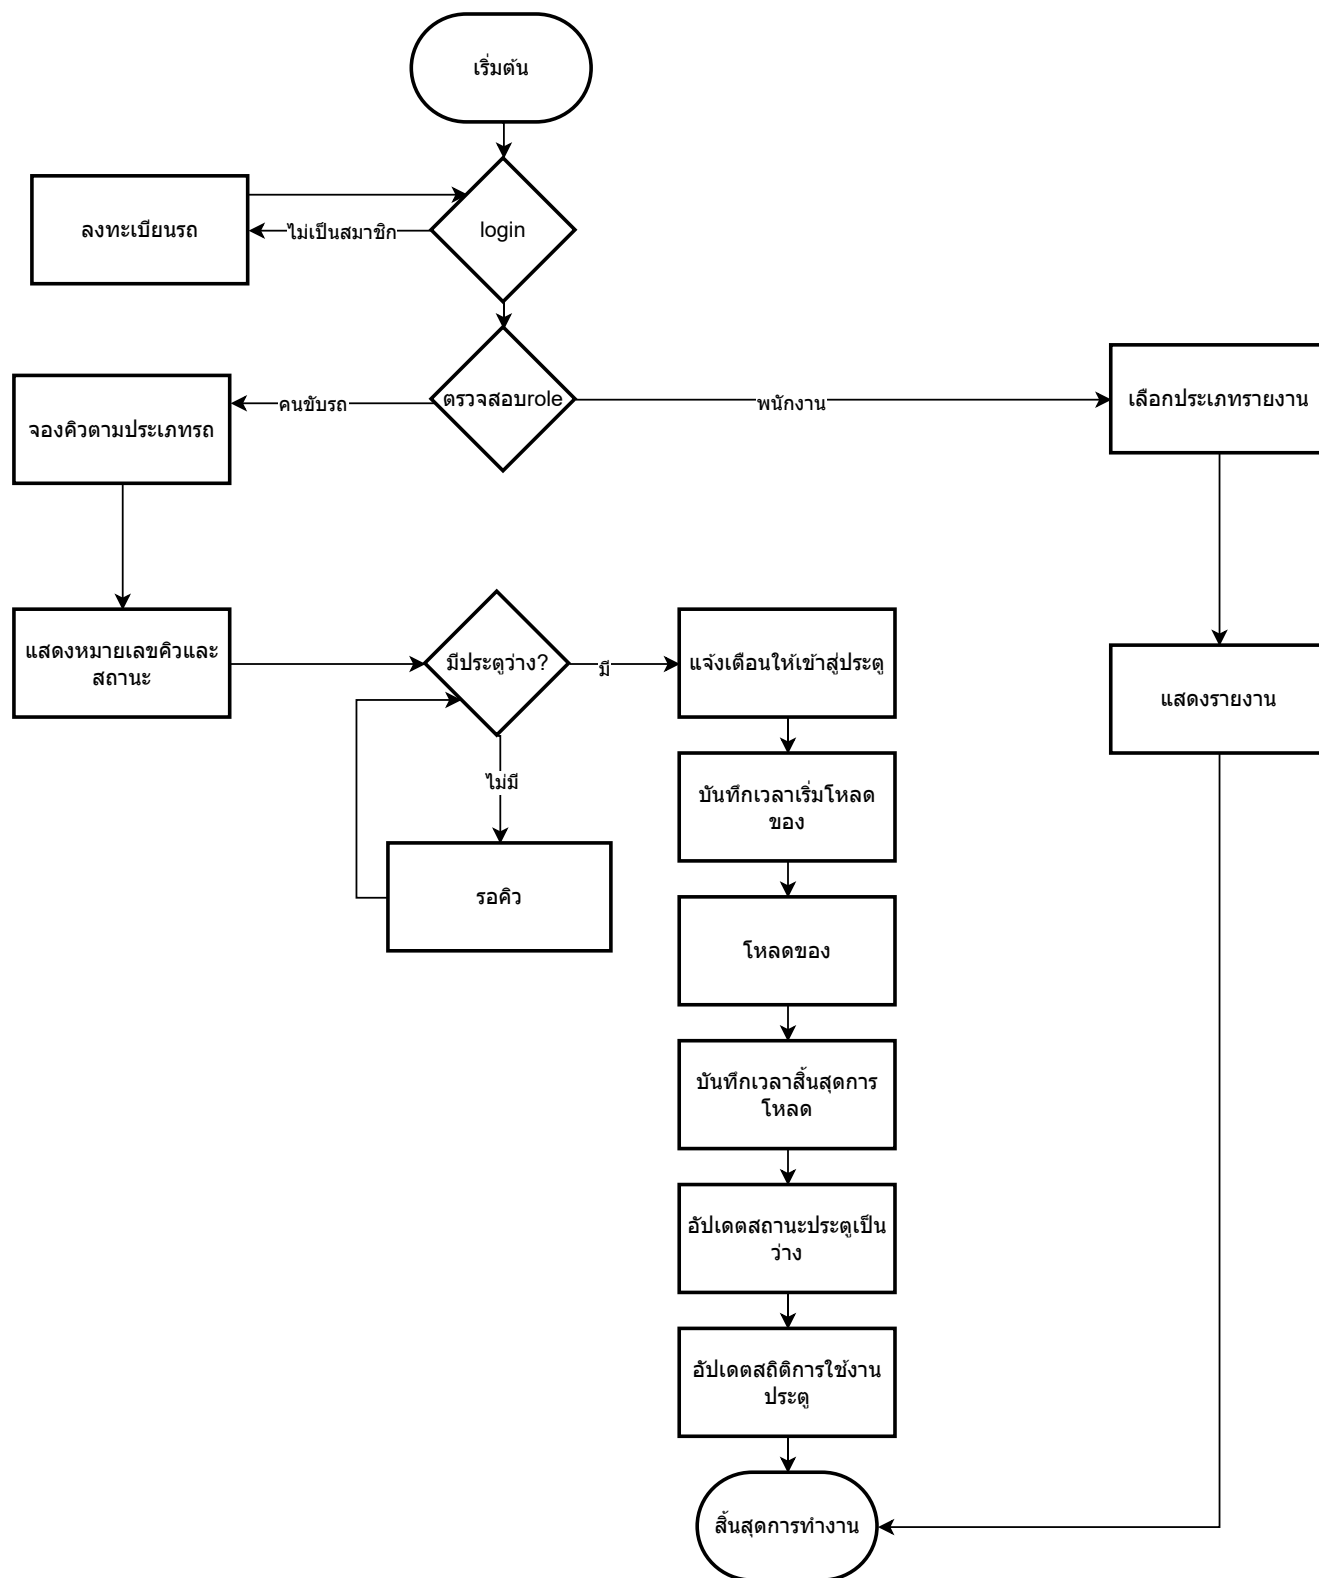 เริ่มต้น
ลงทะเบียนรถ
ไม่เป็นสมาชิก
login
จองคิวตามประเภทรถ
คนขับรถ
ตรวจสอบrole
พนักงาน
เลือกประเภทรายงาน
แสดงหมายเลขคิวและ
สถานะ
มีประตูว่าง?
มี
แจ้งเตือนให้เข้าสู่ประตู
แสดงรายงาน
ไม่มี
บันทึกเวลาเริ่มโหลด
ของ
รอคิว
โหลดของ
บันทึกเวลาสิ้นสุดการ
โหลด
อัปเดตสถานะประตูเป็น
ว่าง
อัปเดตสถิติการใช้งาน
ประตู
สิ้นสุดการทำงาน